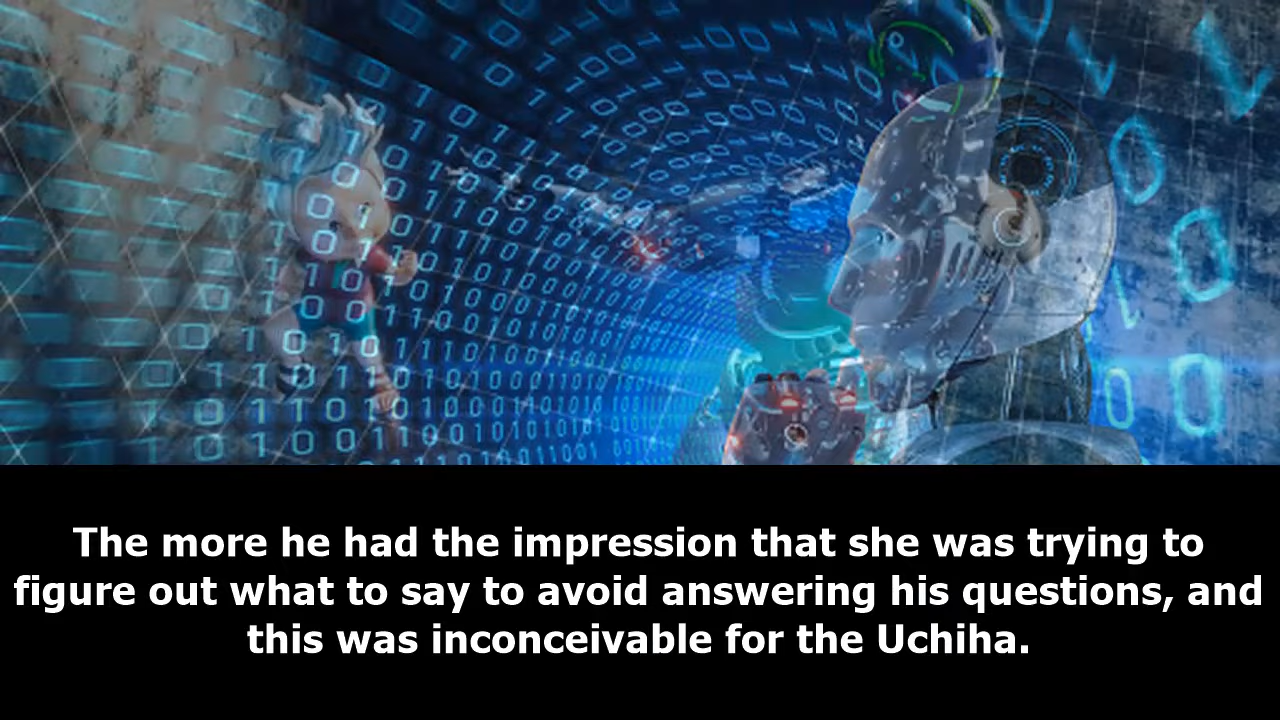 The more he had the impression that she was trying to
figure out what to say to avoid answering his questions, and
this was inconceivable for the Uchiha.